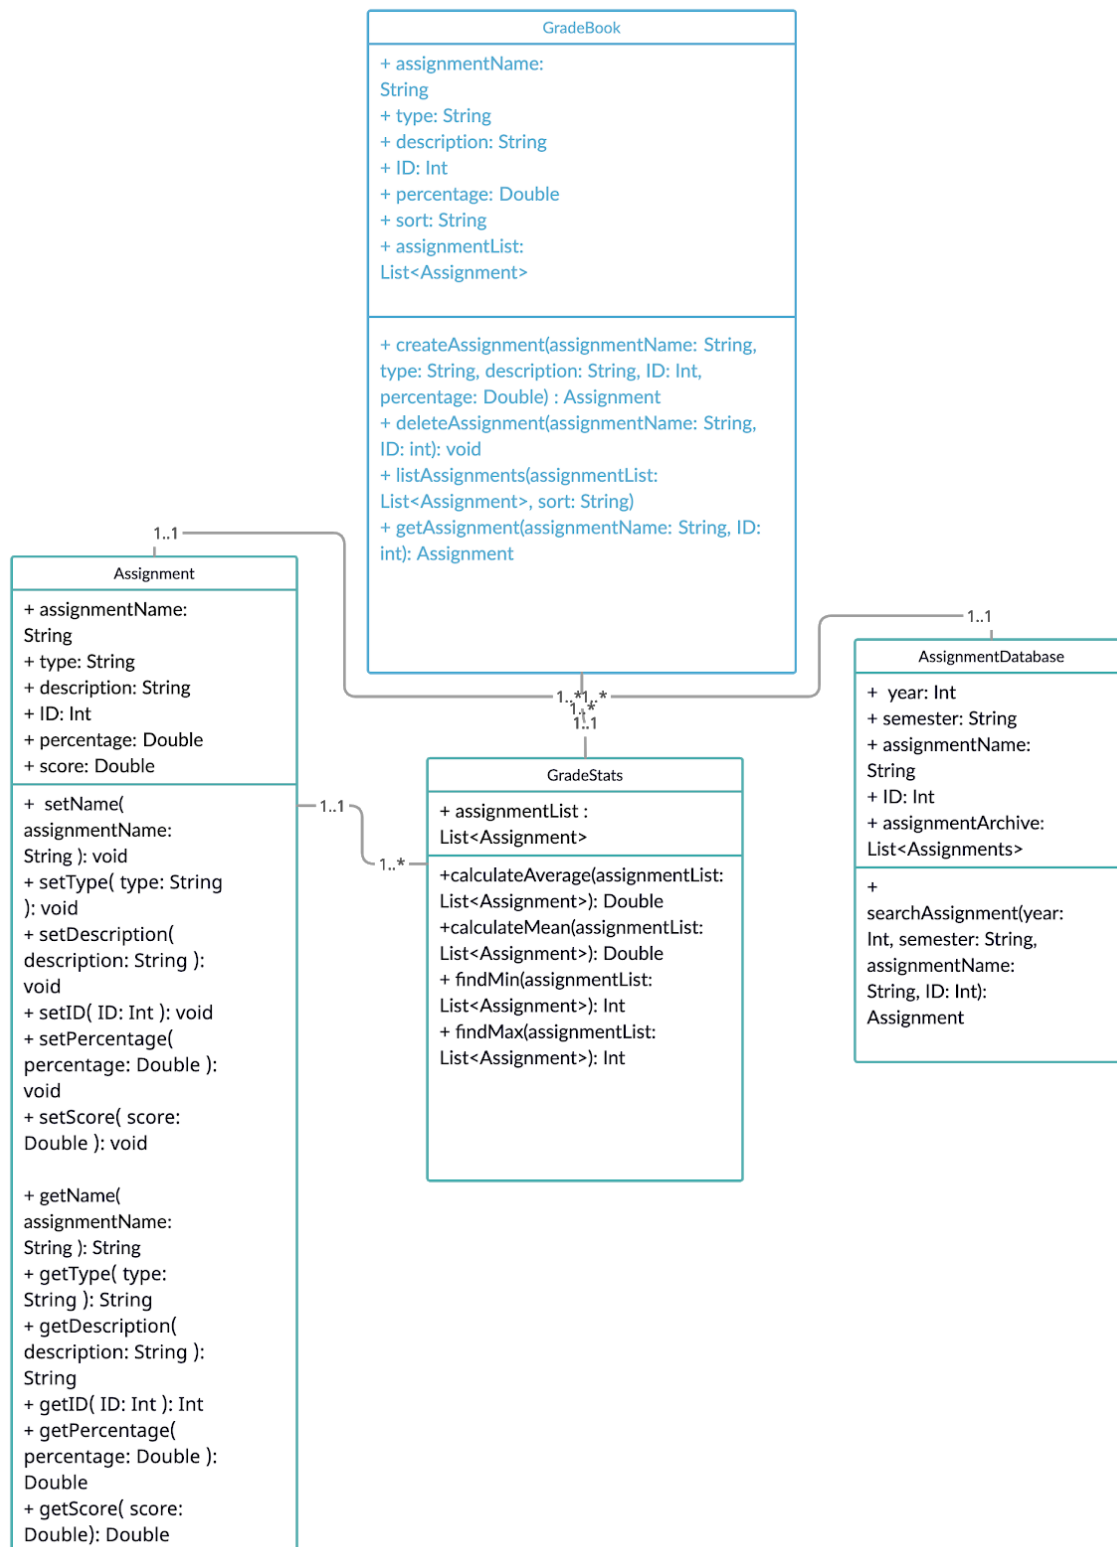 GradeBook
+ assignmentName:
String
+ type: String
+ description: String
+ ID: Int
+ percentage: Double
+ sort: String
+ assignmentList:
List<Assignment>
+ createAssignment(assignmentName: String,
type: String, description: String, ID: Int,
percentage: Double) : Assignment
+ deleteAssignment(assignmentName: String,
ID: int): void
+ listAssignments(assignmentList:
List<Assignment>, sort: String)
+ getAssignment(assignmentName: String, ID:
int): Assignment
1..1
Assignment
+ assignmentName:
String
+ type: String
+ description: String
+ ID: Int
+ percentage: Double
+ score: Double
+  setName(
assignmentName:
String ): void
+ setType( type: String
): void
+ setDescription(
description: String ):
void
+ setID( ID: Int ): void
+ setPercentage(
percentage: Double ):
void
+ setScore( score:
Double ): void
+ getName(
assignmentName:
String ): String
+ getType( type:
String ): String
+ getDescription(
description: String ):
String
+ getID( ID: Int ): Int
+ getPercentage(
percentage: Double ):
Double
+ getScore( score:
Double): Double
1..* 1..*
1..*
1..1
1..1
1..*
GradeStats
+ assignmentList :
List<Assignment>
+calculateAverage(assignmentList:
List<Assignment>): Double
+calculateMean(assignmentList:
List<Assignment>): Double
+ findMin(assignmentList:
List<Assignment>): Int
+ findMax(assignmentList:
List<Assignment>): Int
1..1
AssignmentDatabase
+  year: Int
+ semester: String
+ assignmentName:
String
+ ID: Int
+ assignmentArchive:
List<Assignments>
+
searchAssignment(year:
Int, semester: String,
assignmentName:
String, ID: Int):
Assignment